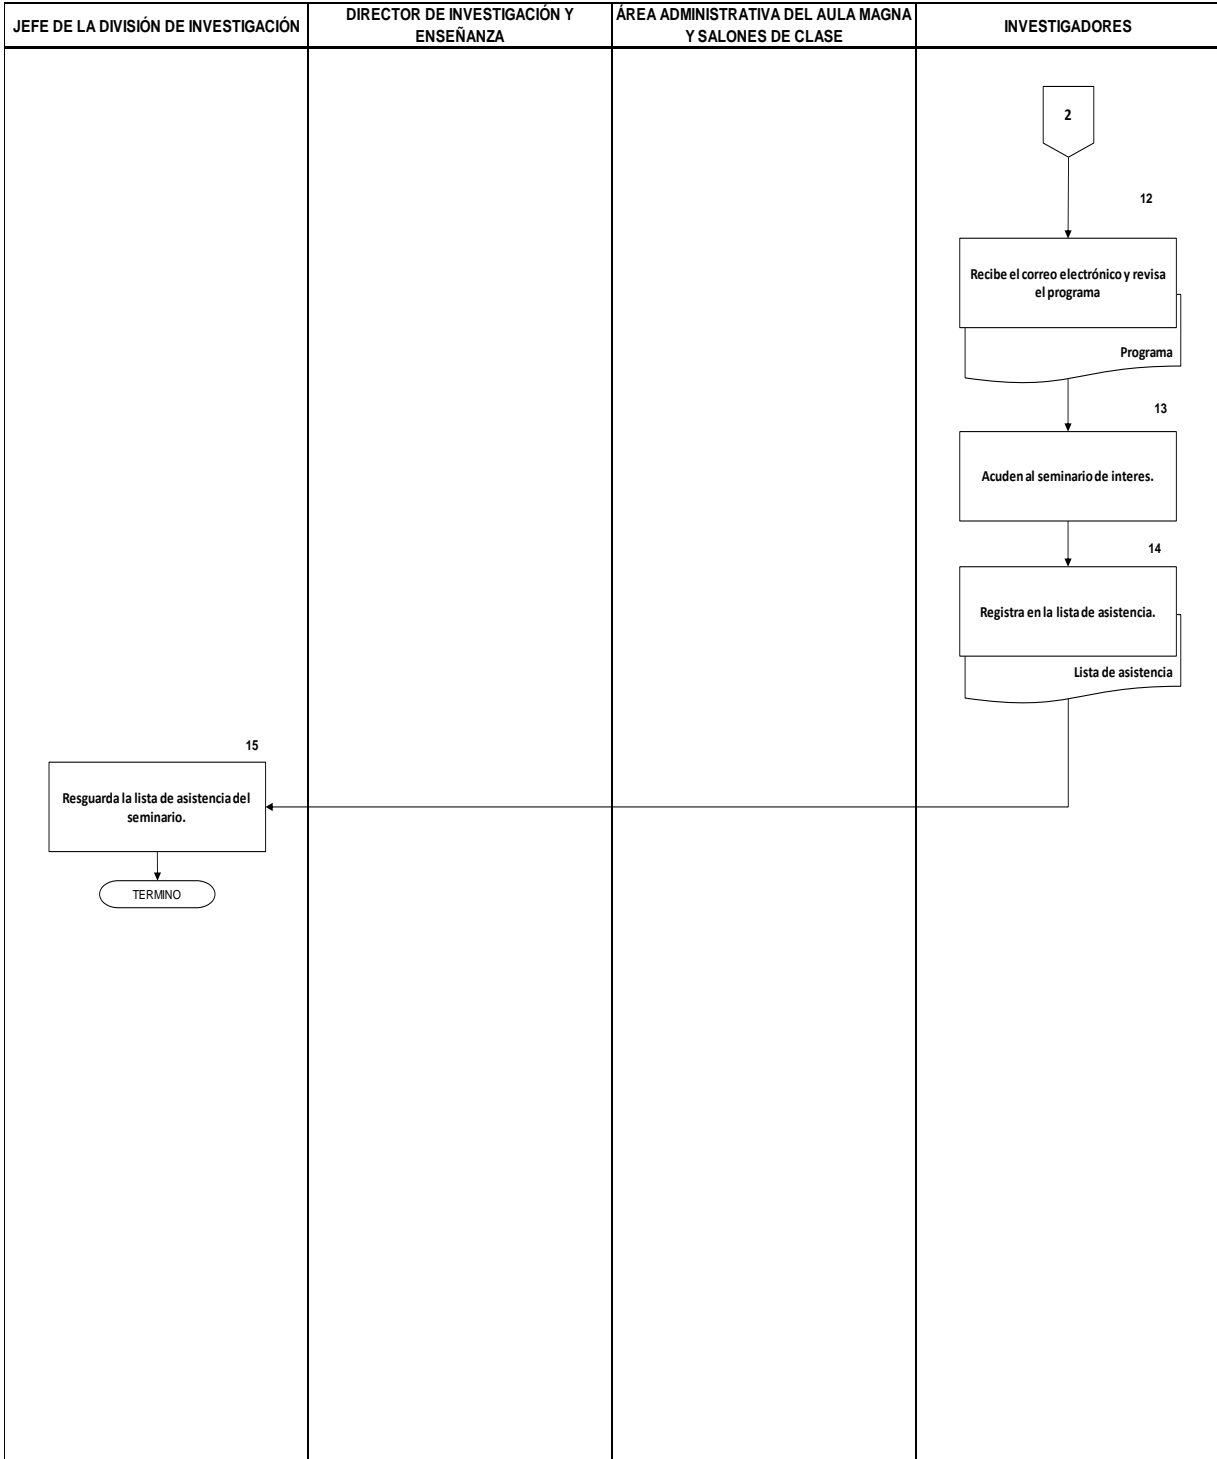 JEFE DE LA DIVISIÓN DE INVESTIGACIÓN
DIRECTOR DE INVESTIGACIÓN Y
ENSEÑANZA
ÁREA ADMINISTRATIVA DEL AULA MAGNA
Y SALONES DE CLASE
INVESTIGADORES
2
12
Recibe el correo electrónico y revisa
el programa
Programa
13
Acuden al seminario de interes.
14
Registra en la lista de asistencia.
Lista de asistencia
15
Resguarda la lista de asistencia del
seminario.
TERMINO